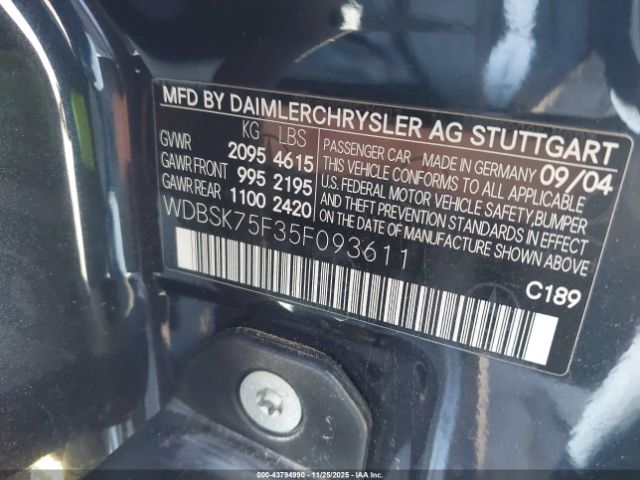 MFD BY DAIMLERCHRYSLER AG STUTTGART
KG LBS
GVWR 2095 4615
GAWR FRONT 995 2195
GAWR REAR 1100 2420
PASSENGER CAR MADE IN GERMANY 09/04
THIS VEHICLE CONFORMS TO ALL APPLICABLE
U.S. FEDERAL MOTOR VEHICLE SAFETY, BUMPER
AND THEFT PREVENTION STANDARDS IN EFFECT
ON THE DATE OF MANUFACTURE SHOWN ABOVE
WDBSK75F35F093611
C189
000-43794990 - 11/25/2025 - COPART